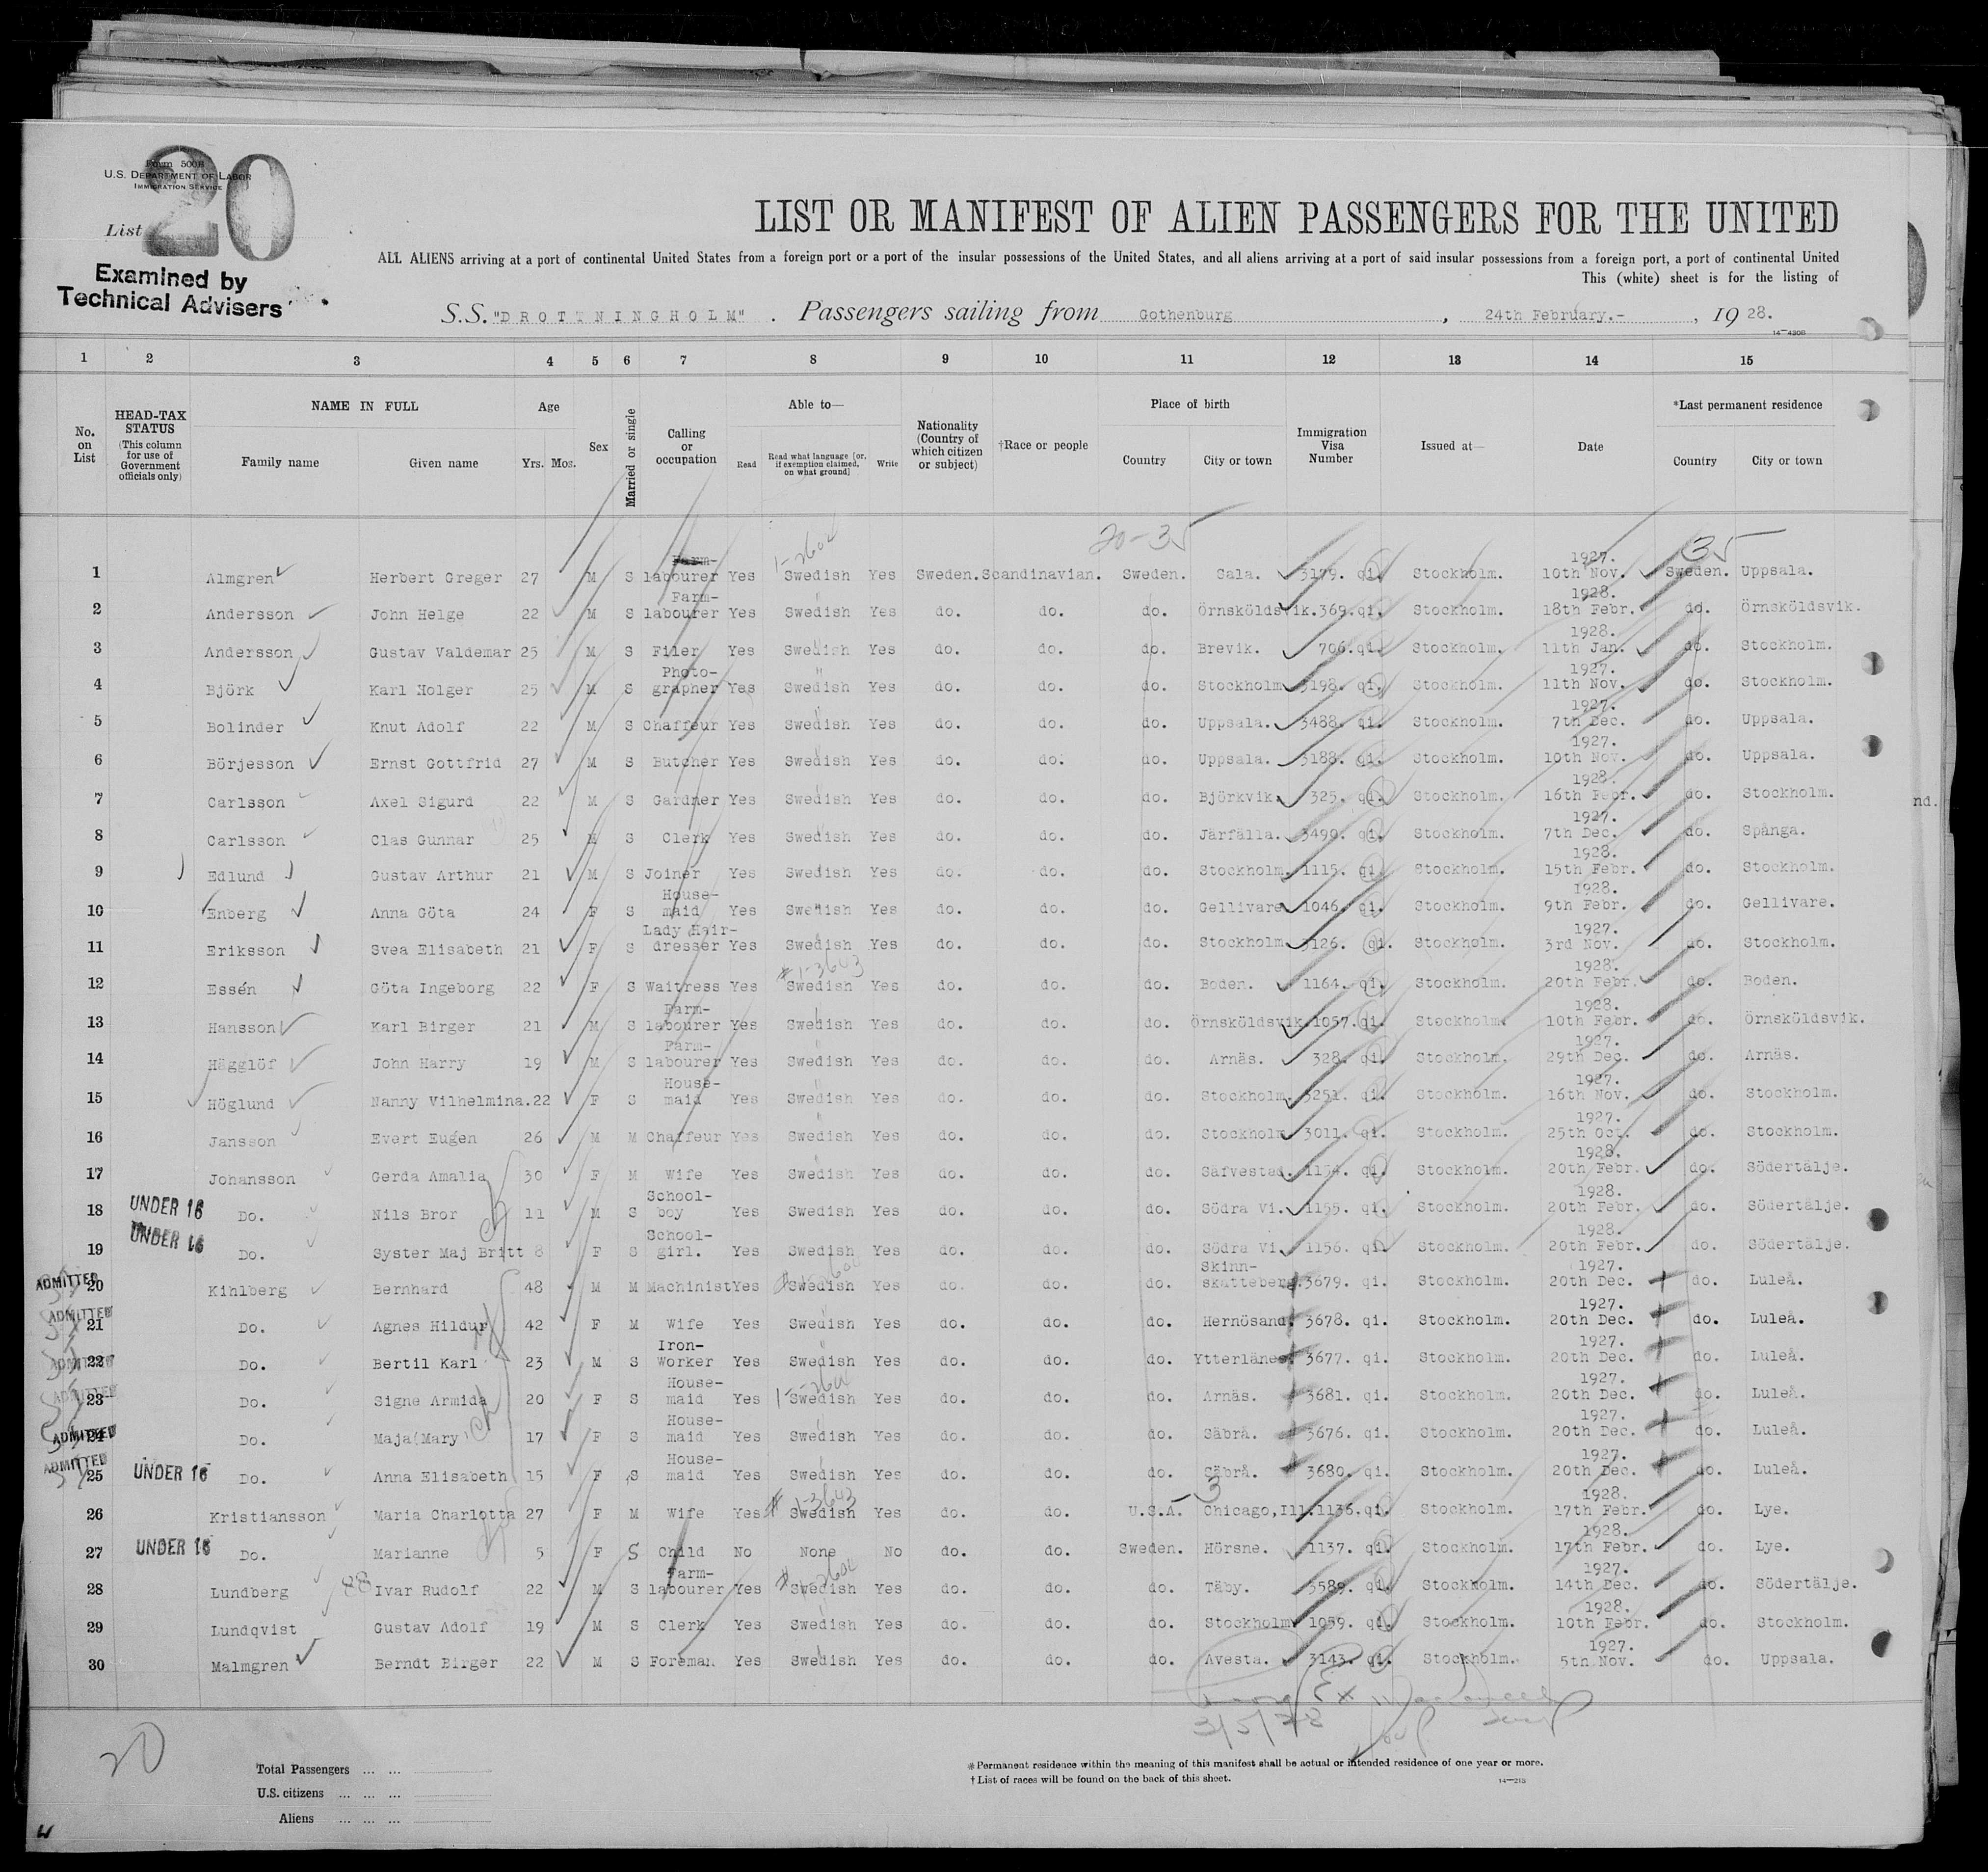 20
Form 500B
U.S. DEPARTMENT OF LABOR
IMMIGRATION SERVICE
List
Examined by
Technical Advisers
LIST OR MANIFEST OF ALIEN PASSENGERS FOR THE UNITED
ALL ALIENS arriving at a port of continental United States from a foreign port or a port of the insular possessions of the United States, and all aliens arriving at a port of said insular possessions from a foreign port, a port of continental United
This (white) sheet is for the listing of
S.S. "DROTTNINGHOLM" . Passengers sailing from Gothenburg , 24th February.- , 19 28.
1 2 3 4 5 6 7 8 9 10 11 12 13 14 15
No. on List HEAD-TAX STATUS (This column for use of Government officials only) NAME IN FULL Family name Given name Age Yrs. Mos. Sex Married or single Calling or occupation Able to— Read Read what language [or, if exemption claimed, on what ground] Write Nationality (Country of which citizen or subject) †Race or people Place of birth Country City or town Immigration Visa Number Issued at— Date *Last permanent residence Country City or town
20-35 35
1 Almgren Herbert Greger 27 M S Farm-labourer Yes Swedish Yes Sweden. Scandinavian. Sweden. Sala. 3179. qi. Stockholm. 1927. 10th Nov. Sweden. Uppsala.
2 Andersson John Helge 22 M S Farm-labourer Yes Swedish Yes do. do. do. Örnsköldsvik. 369. qi. Stockholm. 1928. 18th Febr. do. Örnsköldsvik.
3 Andersson Gustav Valdemar 25 M S Filer Yes Swedish Yes do. do. do. Brevik. 706. qi. Stockholm. 1928. 11th Jan. do. Stockholm.
4 Björk Karl Holger 25 M S Photo-grapher Yes Swedish Yes do. do. do. Stockholm 3198. qi. Stockholm. 1927. 11th Nov. do. Stockholm.
5 Bolinder Knut Adolf 22 M S Chaffeur Yes Swedish Yes do. do. do. Uppsala. 3488. qi. Stockholm. 1927. 7th Dec. do. Uppsala.
6 Börjesson Ernst Gottfrid 27 M S Butcher Yes Swedish Yes do. do. do. Uppsala. 3188. qi. Stockholm. 1927. 10th Nov. do. Uppsala.
7 Carlsson Axel Sigurd 22 M S Gardner Yes Swedish Yes do. do. do. Björkvik. 325. qi. Stockholm. 1928. 16th Febr. do. Stockholm.
8 Carlsson Clas Gunnar 25 M S Clerk Yes Swedish Yes do. do. do. Järfälla. 3499. qi. Stockholm. 1927. 7th Dec. do. Spånga.
9 Edlund Gustav Arthur 21 M S Joiner Yes Swedish Yes do. do. do. Stockholm. 1115. qi. Stockholm. 1928. 15th Febr. do. Stockholm.
10 Enberg Anna Göta 24 F S House-maid Yes Swedish Yes do. do. do. Gellivare 1046. qi. Stockholm. 1928. 9th Febr. do. Gellivare.
11 Eriksson Svea Elisabeth 21 F S Lady Hair-dresser Yes Swedish Yes do. do. do. Stockholm 3126. qi. Stockholm. 1927. 3rd Nov. do. Stockholm.
12 Essén Göta Ingeborg 22 F S Waitress Yes Swedish Yes do. do. do. Boden. 1164. qi. Stockholm. 1928. 20th Febr. do. Boden.
13 Hansson Karl Birger 21 M S Farm-labourer Yes Swedish Yes do. do. do. Örnsköldsvik. 1057. qi. Stockholm. 1928. 10th Febr. do. Örnsköldsvik.
14 Hägglöf John Harry 19 M S Farm-labourer Yes Swedish Yes do. do. do. Arnäs. 328. qi. Stockholm. 1927. 29th Dec. do. Arnäs.
15 Höglund Nanny Vilhelmina. 22 F S House-maid Yes Swedish Yes do. do. do. Stockholm. 3251. qi. Stockholm. 1927. 16th Nov. do. Stockholm.
16 Jansson Evert Eugén 26 M M Chaffeur Yes Swedish Yes do. do. do. Stockholm 3011. qi. Stockholm. 1927. 25th Oct. do. Stockholm.
17 Johansson Gerda Amalia 30 F M Wife Yes Swedish Yes do. do. do. Säfvestad. 1154. qi. Stockholm. 1928. 20th Febr. do. Södertälje.
18 UNDER 16 Do. Nils Bror 11 M S School-boy Yes Swedish Yes do. do. do. Södra Vi. 1155. qi. Stockholm. 1928. 20th Febr. do. Södertälje.
19 UNDER 16 Do. Syster Maj Britt 8 F S School-girl. Yes Swedish Yes do. do. do. Södra Vi 1156. qi. Stockholm. 1928. 20th Febr. do. Södertälje.
ADMITTED 20 Kihlberg Bernhard 48 M M Machinist Yes Swedish Yes do. do. do. Skinn-skatteberg. 3679. qi. Stockholm. 1927. 20th Dec. do. Luleå.
ADMITTED 21 Do. Agnes Hildur 42 F M Wife Yes Swedish Yes do. do. do. Hernösand. 3678. qi. Stockholm. 1927. 20th Dec. do. Luleå.
ADMITTED 22 Do. Bertil Karl 23 M S Iron-Worker Yes Swedish Yes do. do. do. Ytterlänes. 3677. qi. Stockholm. 1927. 20th Dec. do. Luleå.
ADMITTED 23 Do. Signe Armida 20 F S House-maid Yes Swedish Yes do. do. do. Arnäs. 3681. qi. Stockholm. 1927. 20th Dec. do. Luleå.
ADMITTED 24 Do. Maja(Mary) 17 F S House-maid Yes Swedish Yes do. do. do. Säbrå. 3676. qi. Stockholm. 1927. 20th Dec. do. Luleå.
ADMITTED 25 UNDER 16 Do. Anna Elisabeth 15 F S House-maid Yes Swedish Yes do. do. do. Säbrå. 3680. qi. Stockholm. 1927. 20th Dec. do. Luleå.
26 Kristiansson Maria Charlotta 27 F M Wife Yes Swedish Yes do. do. U.S.A. Chicago,Ill. 1136. qi. Stockholm. 1928. 17th Febr. do. Lye.
27 UNDER 16 Do. Marianne 5 F S Child No None No do. do. Sweden. Hörsne. 1137. qi. Stockholm. 1928. 17th Febr. do. Lye.
28 Lundberg Ivar Rudolf 22 M S Farm-labourer Yes Swedish Yes do. do. do. Täby. 3589. qi. Stockholm. 1927. 14th Dec. do. Södertälje.
29 Lundqvist Gustav Adolf 19 M S Clerk Yes Swedish Yes do. do. do. Stockholm 1059. qi. Stockholm. 1928. 10th Febr. do. Stockholm.
30 Malmgren Berndt Birger 22 M S Foreman Yes Swedish Yes do. do. do. Avesta. 3143. qi. Stockholm. 1927. 5th Nov. do. Uppsala.
3/5/28
20
Total Passengers ... ...
U.S. citizens ... ... ...
Aliens ... ... ...
*Permanent residence within the meaning of this manifest shall be actual or intended residence of one year or more.
†List of races will be found on the back of this sheet.
14—213